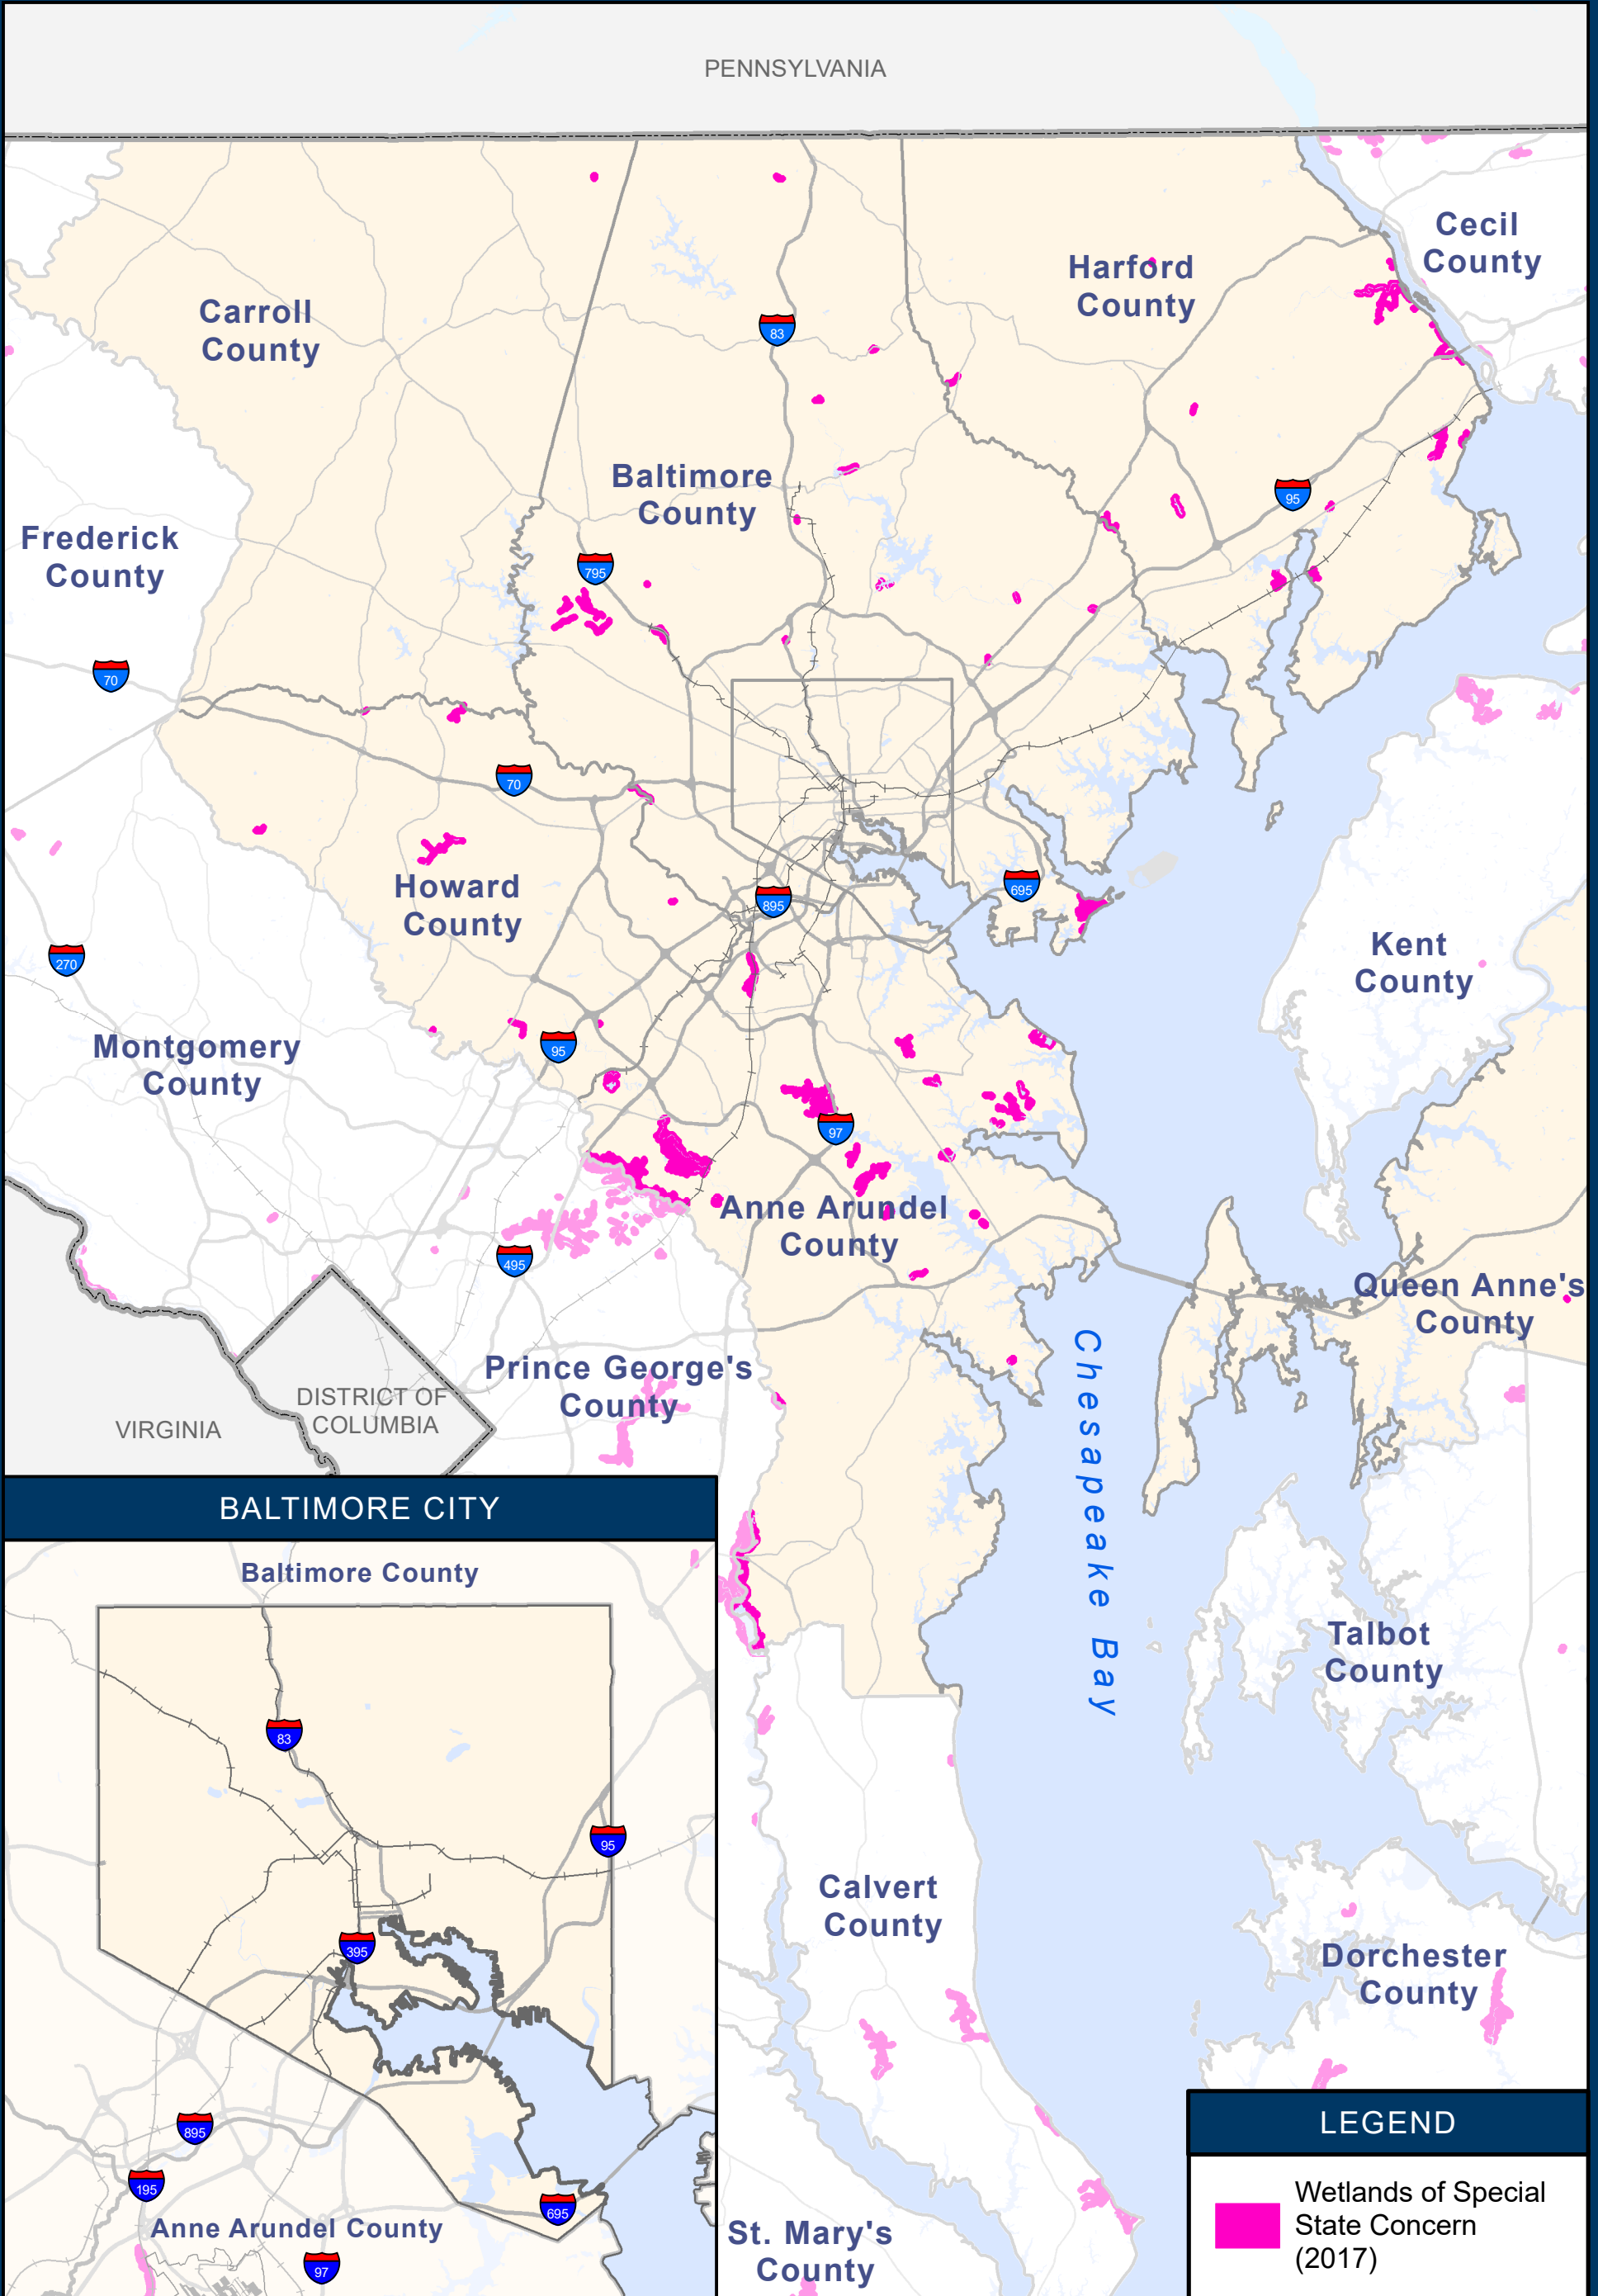 PENNSYLVANIA
Cecil
County
Harford
County
Carroll
County
83
Baltimore
County
95
Frederick
County
795
70
70
Howard
County
695
895
Kent
County
270
Montgomery
County
95
97
Anne Arundel
County
495
Queen Anne's
County
Prince George's
County
Chesapeake Bay
DISTRICT OF
COLUMBIA
VIRGINIA
BALTIMORE CITY
Baltimore County
83
95
395
895
195
695
Anne Arundel County
97
Talbot
County
Calvert
County
Dorchester
County
St. Mary's
County
LEGEND
Wetlands of Special
State Concern
(2017)